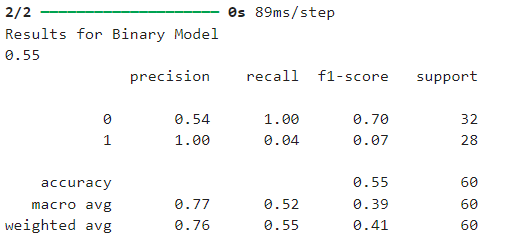 2/2 ━━━━━━━━━━━━━━━━━━━━ 0s 89ms/step
Results for Binary Model
0.55
              precision    recall  f1-score   support

           0       0.54      1.00      0.70        32
           1       1.00      0.04      0.07        28

    accuracy                           0.55        60
   macro avg       0.77      0.52      0.39        60
weighted avg       0.76      0.55      0.41        60